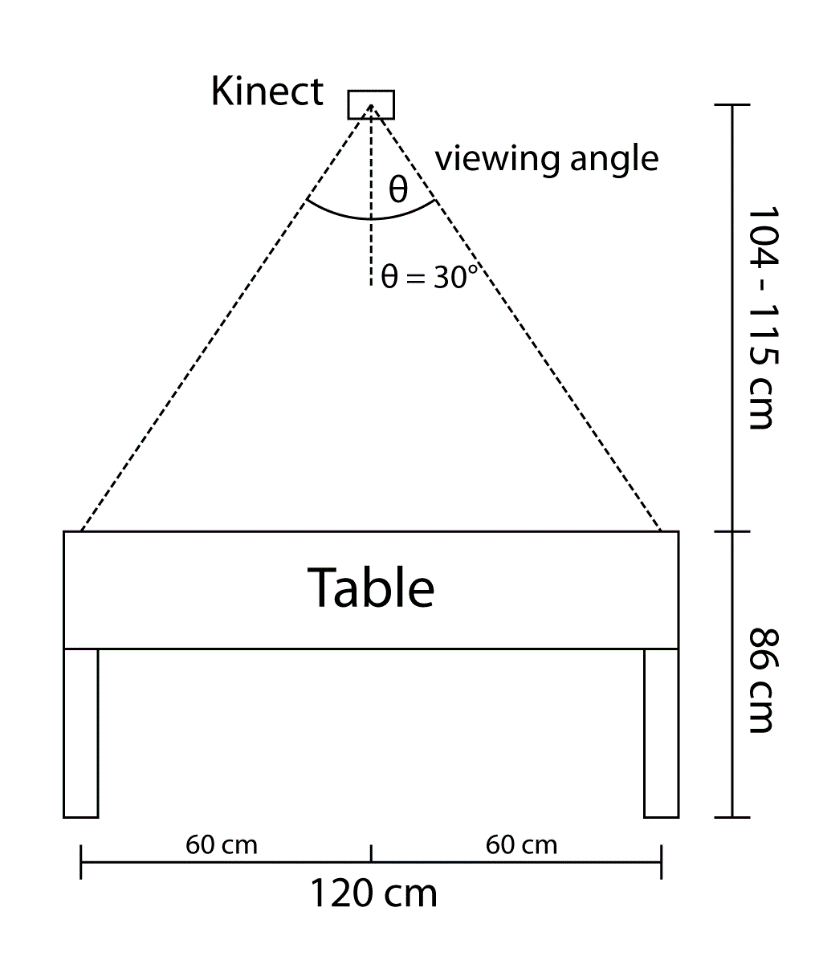 Kinect
viewing angle
θ
θ = 30°
104 - 115 cm
Table
86 cm
60 cm
60 cm
120 cm